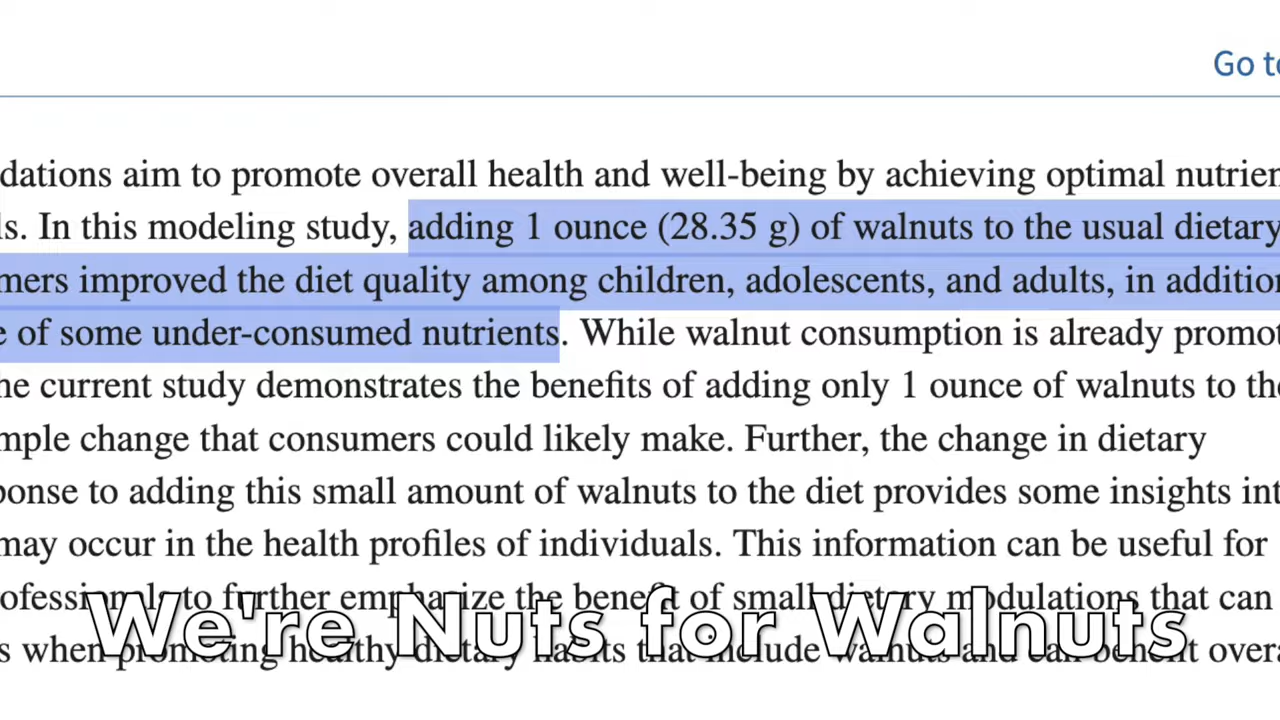 Go to
dations aim to promote overall health and well-being by achieving optimal nutrien
ls. In this modeling study, adding 1 ounce (28.35 g) of walnuts to the usual dietary
mers improved the diet quality among children, adolescents, and adults, in addition
e of some under-consumed nutrients. While walnut consumption is already promot
he current study demonstrates the benefits of adding only 1 ounce of walnuts to the
mple change that consumers could likely make. Further, the change in dietary
ponse to adding this small amount of walnuts to the diet provides some insights int
may occur in the health profiles of individuals. This information can be useful for
ofessionals to further emphasize the benefit of small dietary modulations that can
s when promoting healthy dietary habits that include walnuts and can benefit overa
We're Nuts for Walnuts